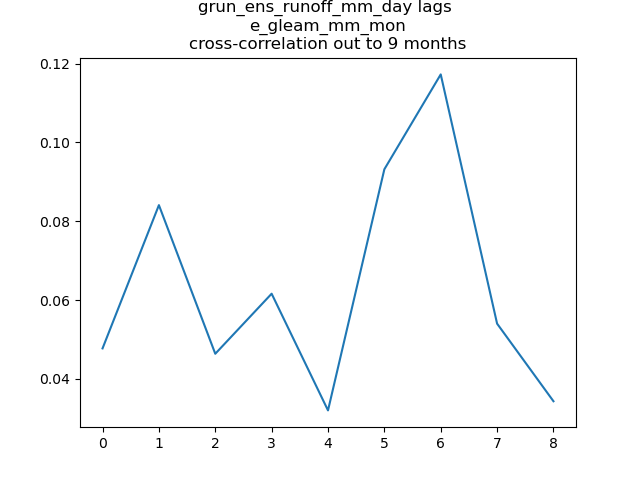 grun_ens_runoff_mm_day lags
e_gleam_mm_mon
cross-correlation out to 9 months
0.12
0.10
0.08
0.06
0.04
0 1 2 3 4 5 6 7 8